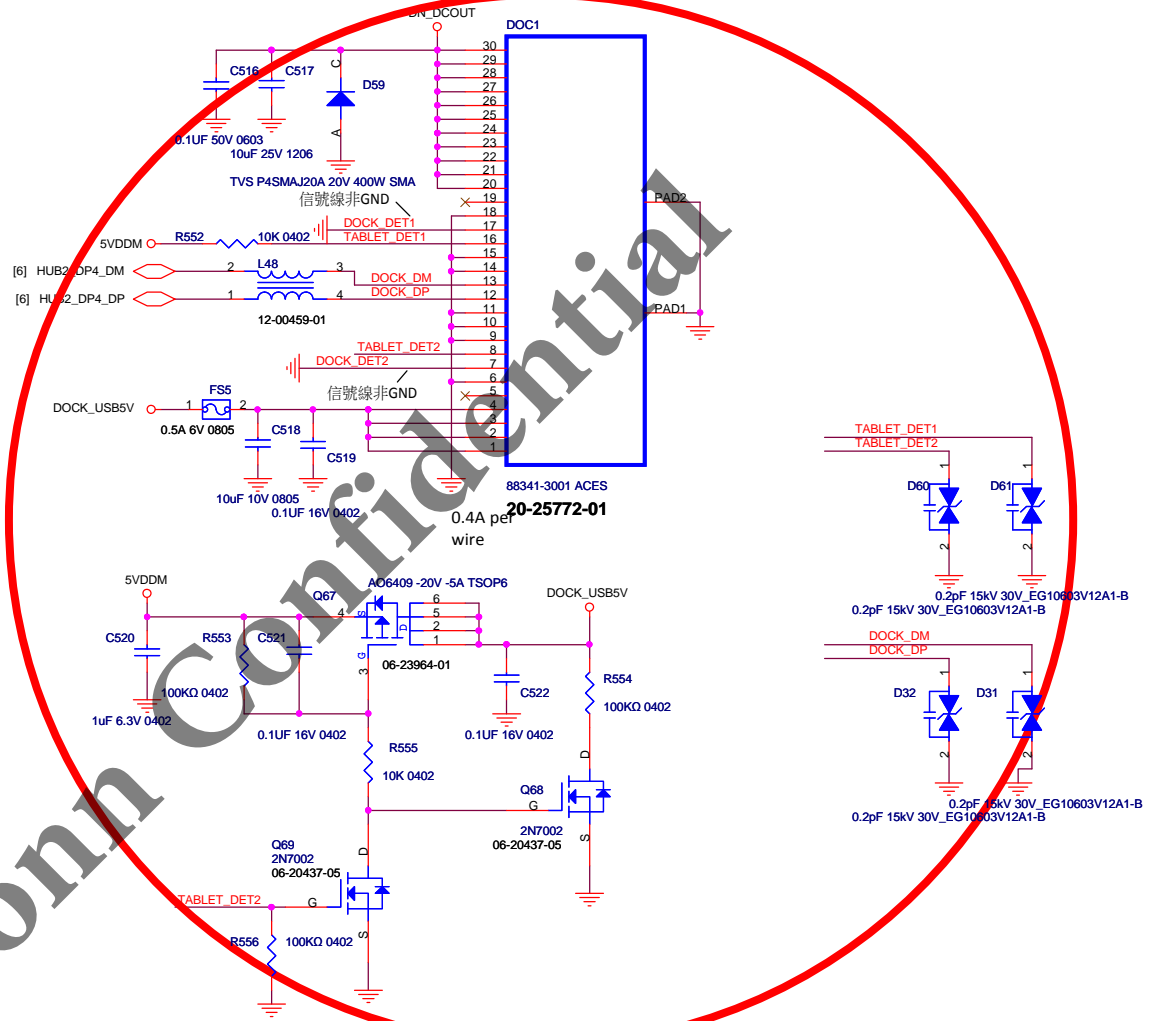 DN_DCOUT
DOC1
30
29
28
27
26
25
24
23
22
21
20
19
18
17
16
15
14
13
12
11
10
9
8
7
6
5
4
3
2
1
C516
C517
C
D59
A
0.1UF 50V 0603
10uF 25V 1206
TVS P4SMAJ20A 20V 400W SMA
信號線非GND
DOCK_DET1
TABLET_DET1
5VDDM
R552
10K 0402
[6] HUB2_DP4_DM
2
L48
3
DOCK_DM
[6] HUB2_DP4_DP
1
4
DOCK_DP
12-00459-01
PAD2
PAD1
TABLET_DET2
DOCK_DET2
信號線非GND
DOCK_USB5V
1
FS5
2
0.5A 6V 0805
C518
C519
10uF 10V 0805
0.1UF 16V 0402
88341-3001 ACES
20-25772-01
0.4A per
wire
TABLET_DET1
TABLET_DET2
1
1
D60
D61
2
2
0.2pF 15kV 30V_EG10603V12A1-B
0.2pF 15kV 30V_EG10603V12A1-B
DOCK_DM
DOCK_DP
1
1
D32
D31
2
2
0.2pF 15kV 30V_EG10603V12A1-B
0.2pF 15kV 30V_EG10603V12A1-B
5VDDM
Q67
AO6409 -20V -5A TSOP6
4
S
D
G
3
6
5
2
1
06-23964-01
DOCK_USB5V
C520
R553
C521
100KΩ 0402
1uF 6.3V 0402
0.1UF 16V 0402
C522
0.1UF 16V 0402
R554
100KΩ 0402
R555
10K 0402
Q68
D
G
S
2N7002
06-20437-05
Q69
2N7002
06-20437-05
D
G
S
TABLET_DET2
R556
100KΩ 0402
onn Confidential